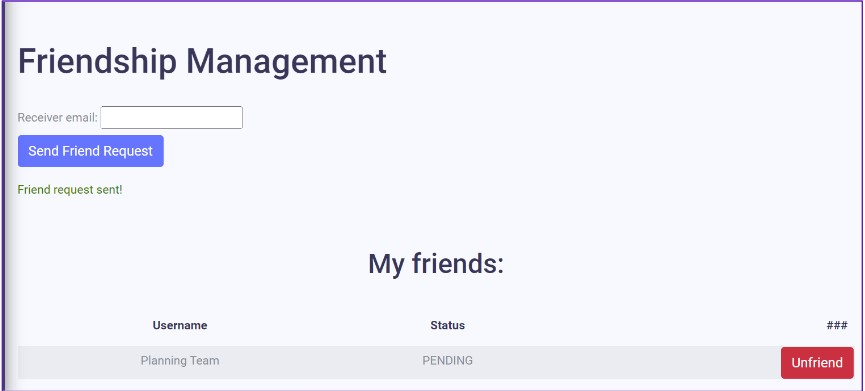 Friendship Management
Receiver email:
Send Friend Request
Friend request sent!
My friends:
Username Status ###
Planning Team PENDING Unfriend